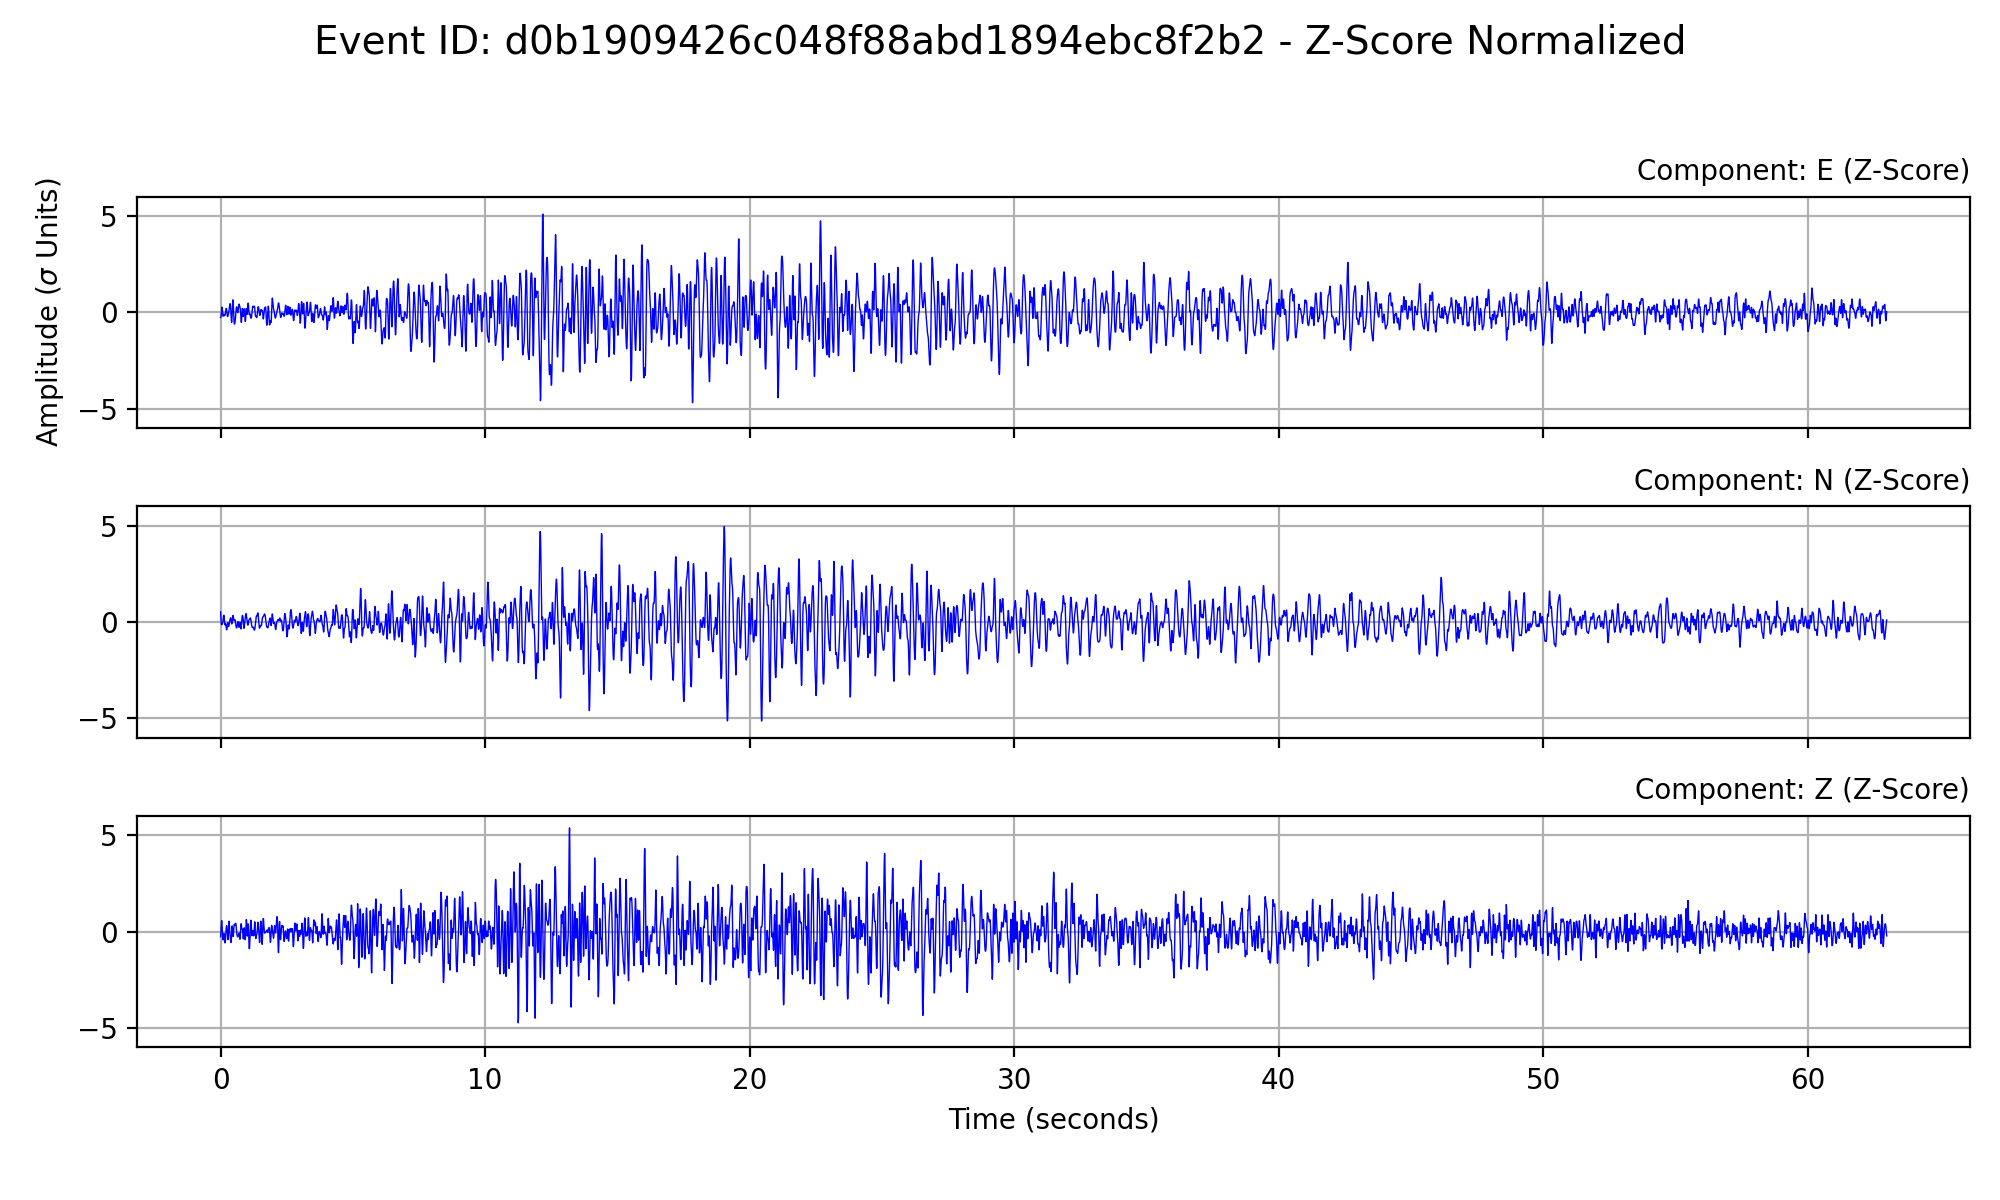 Event ID: d0b1909426c048f88abd1894ebc8f2b2 - Z-Score Normalized
Component: E (Z-Score)
Amplitude (σ Units)
5
0
−5
Component: N (Z-Score)
5
0
−5
Component: Z (Z-Score)
5
0
−5
0 10 20 30 40 50 60
Time (seconds)